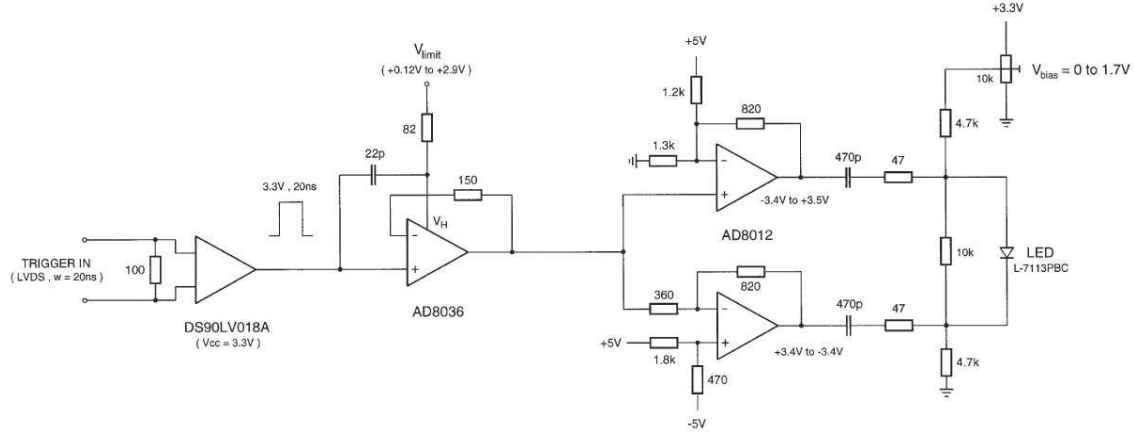 +3.3V
10k
V_bias = 0 to 1.7V
V_limit
( +0.12V to +2.9V )
82
+5V
1.2k
820
4.7k
22p
1.3k
470p
47
150
3.3V , 20ns
V_H
-
+
-
+
-3.4V to +3.5V
AD8012
TRIGGER IN
( LVDS , w = 20ns )
100
10k
LED
L-7113PBC
DS90LV018A
( Vcc = 3.3V )
AD8036
360
820
470p
47
-
+
+5V
1.8k
+3.4V to -3.4V
470
4.7k
-5V